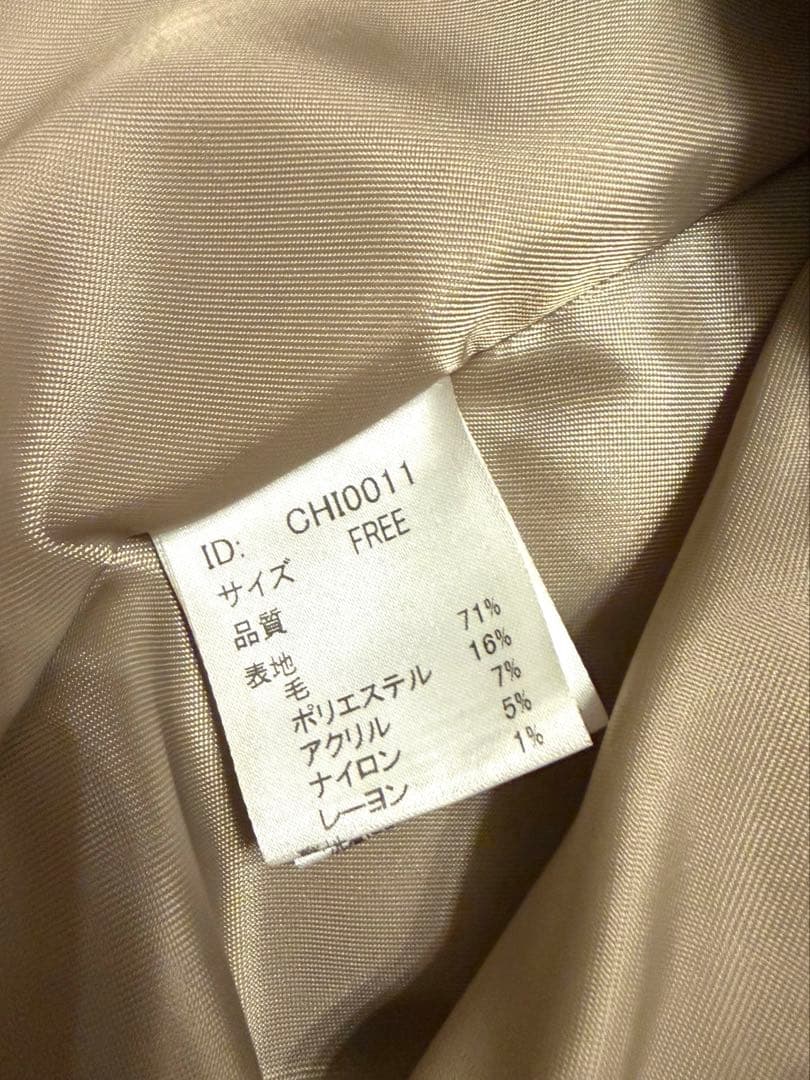 ID: CHI0011
サイズ FREE
品質
表地
毛 71%
ポリエステル 16%
アクリル 7%
ナイロン 5%
レーヨン 1%